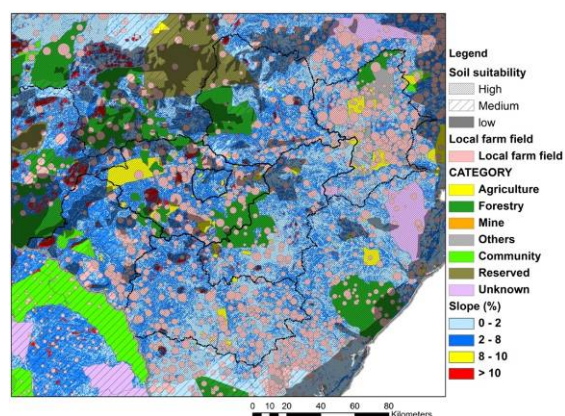 Legend
Soil suitability
High
Medium
low
Local farm field
Local farm field
CATEGORY
Agriculture
Forestry
Mine
Others
Community
Reserved
Unknown
Slope (%)
0 - 2
2 - 8
8 - 10
> 10
0 10 20 40 60 80
Kilometers